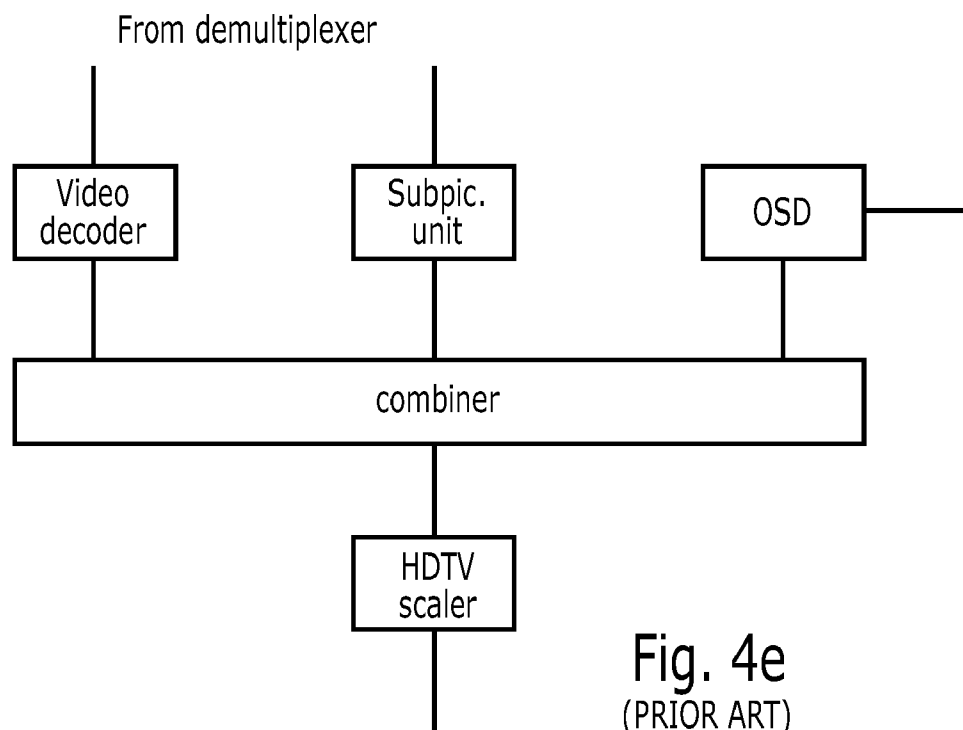 From demultiplexer
Video
decoder
Subpic.
unit
OSD
combiner
HDTV
scaler
Fig. 4e
(PRIOR ART)